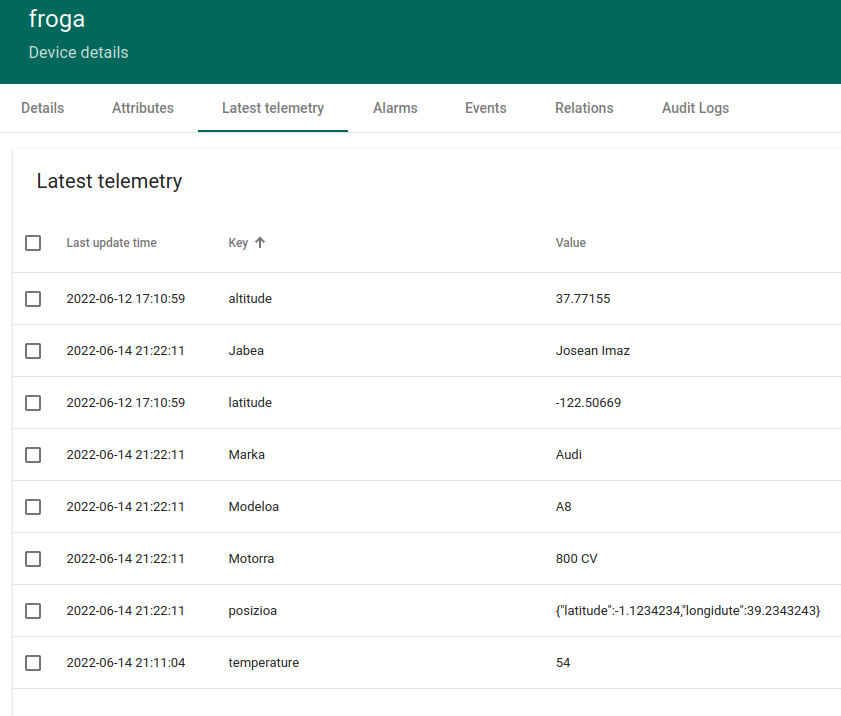 froga
Device details
Details Attributes Latest telemetry Alarms Events Relations Audit Logs
Latest telemetry
Last update time Key Value
2022-06-12 17:10:59 altitude 37.77155
2022-06-14 21:22:11 Jabea Josean Imaz
2022-06-12 17:10:59 latitude -122.50669
2022-06-14 21:22:11 Marka Audi
2022-06-14 21:22:11 Modeloa A8
2022-06-14 21:22:11 Motorra 800 CV
2022-06-14 21:22:11 posizioa {"latitude":-1.1234234,"longidute":39.2343243}
2022-06-14 21:11:04 temperature 54